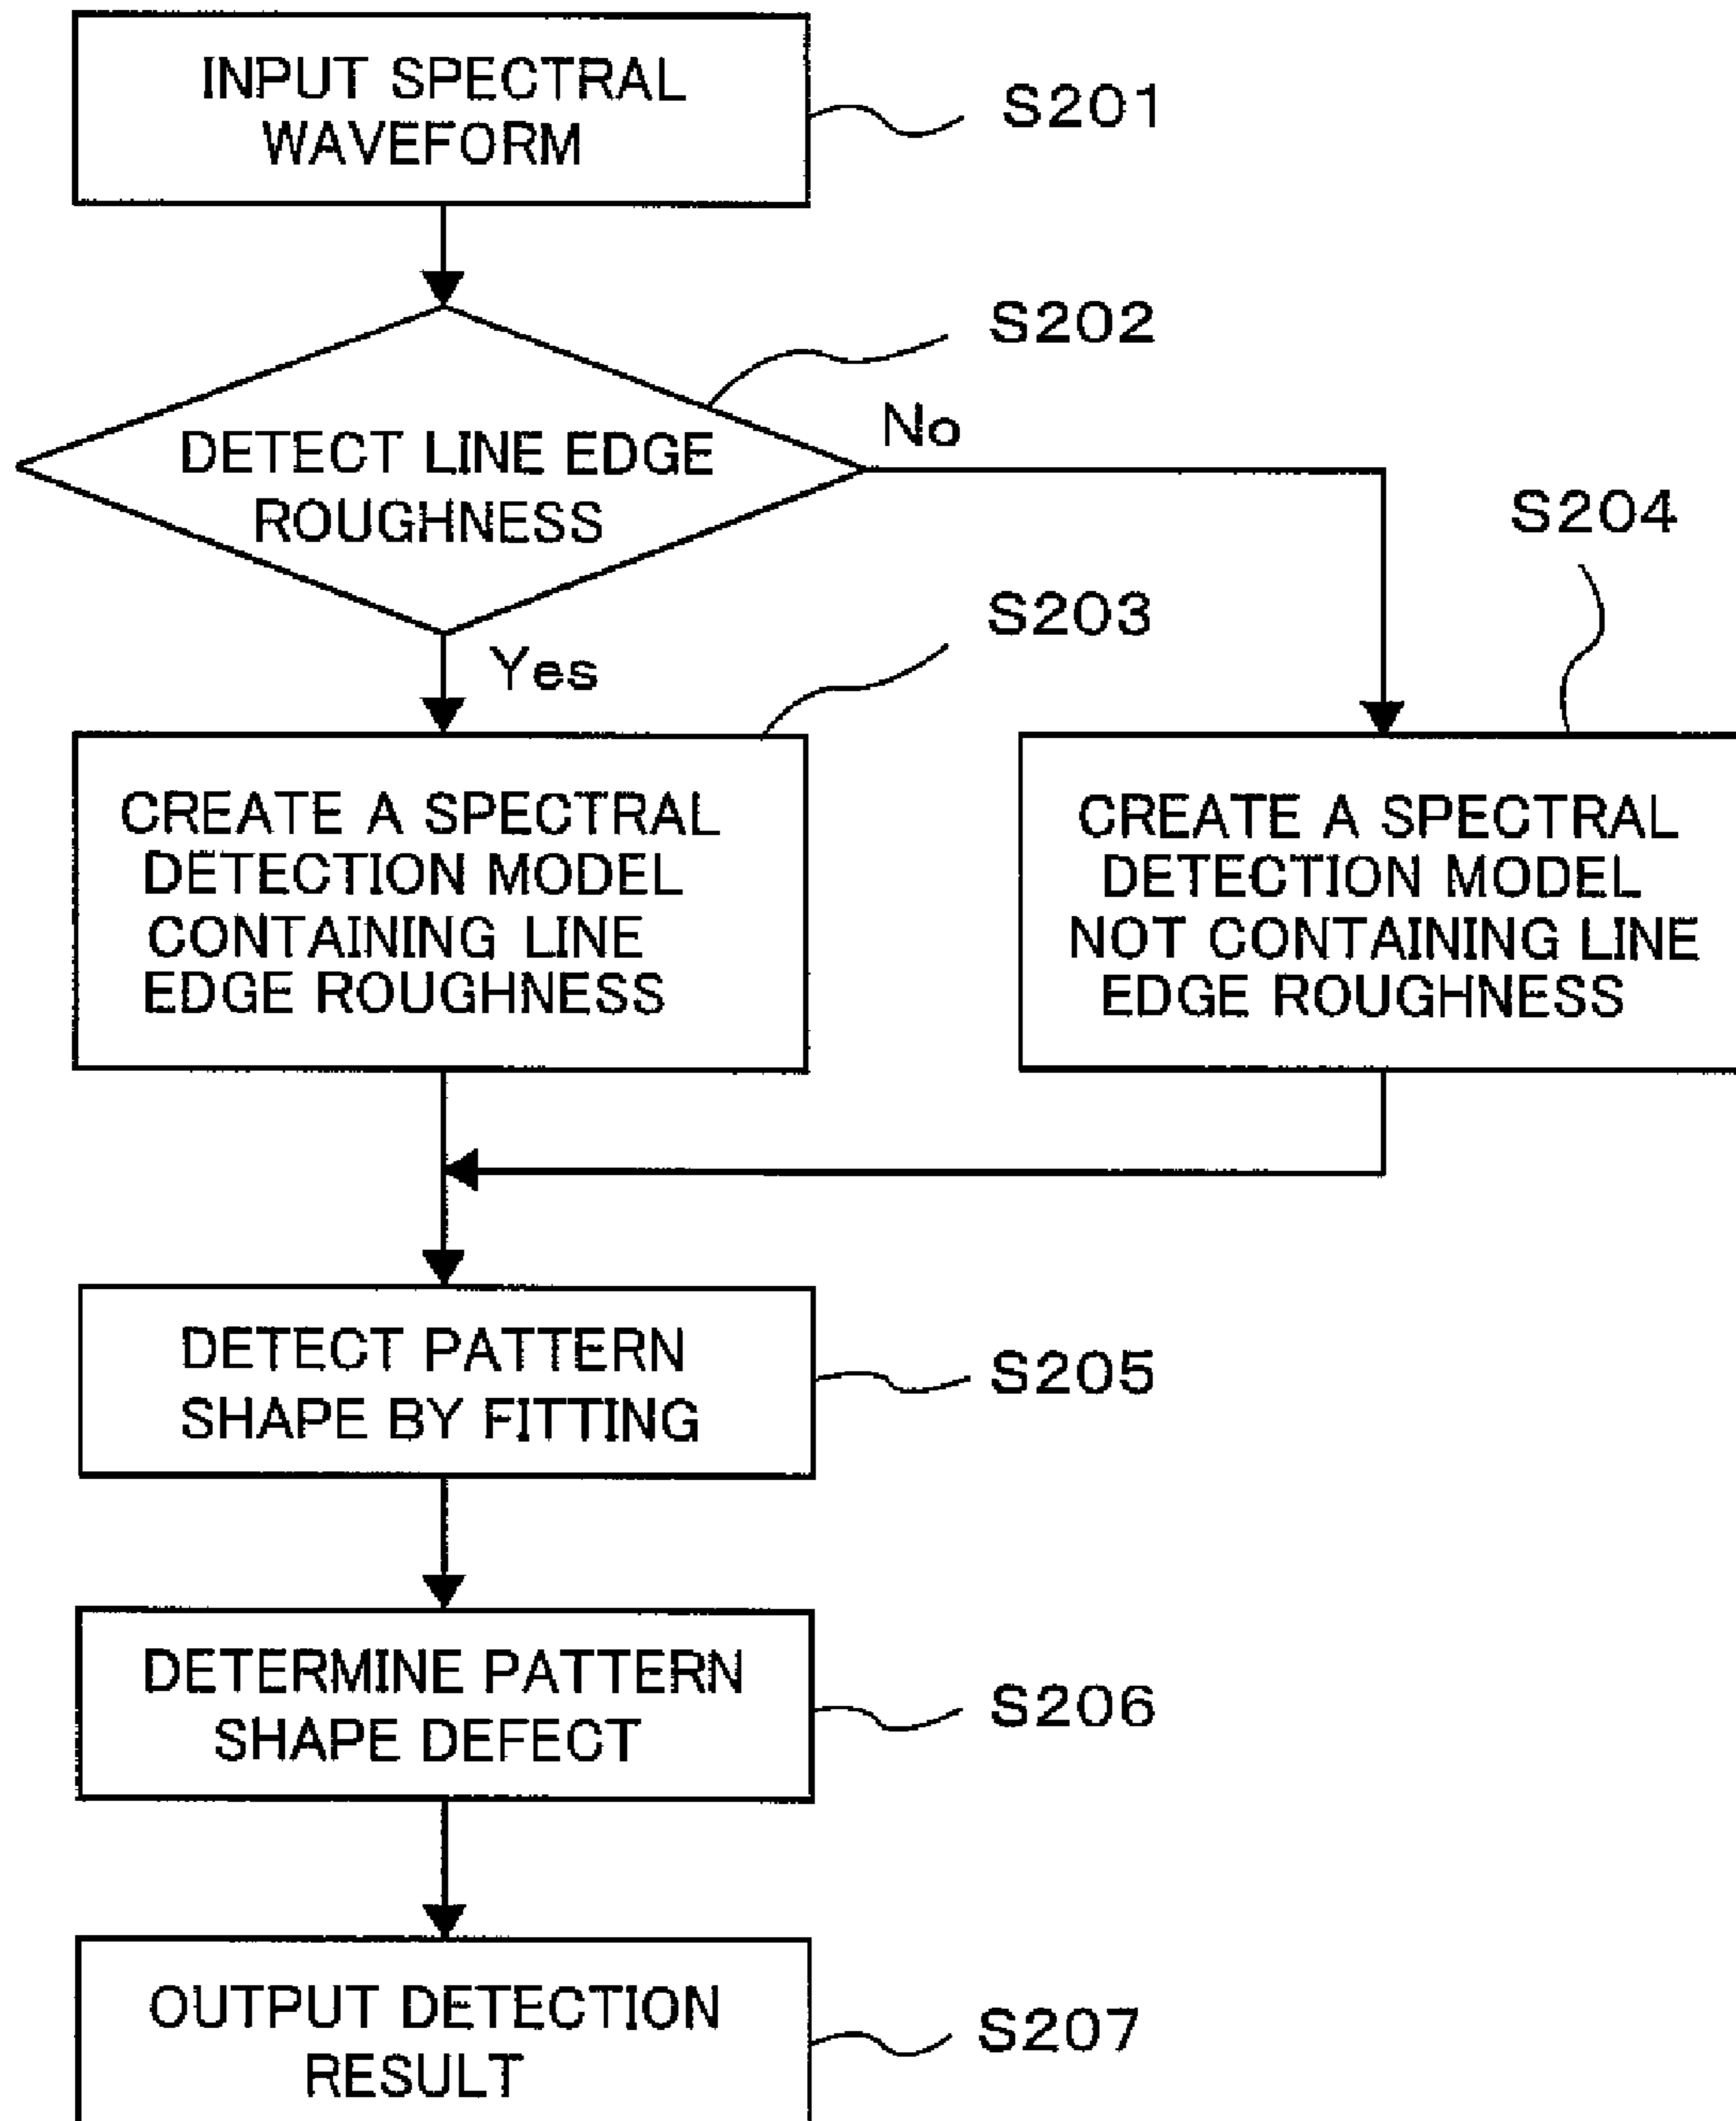 INPUT SPECTRAL
WAVEFORM
S201
DETECT LINE EDGE
ROUGHNESS
S202
No
Yes
CREATE A SPECTRAL
DETECTION MODEL
CONTAINING LINE
EDGE ROUGHNESS
S203
CREATE A SPECTRAL
DETECTION MODEL
NOT CONTAINING LINE
EDGE ROUGHNESS
S204
DETECT PATTERN
SHAPE BY FITTING
S205
DETERMINE PATTERN
SHAPE DEFECT
S206
OUTPUT DETECTION
RESULT
S207